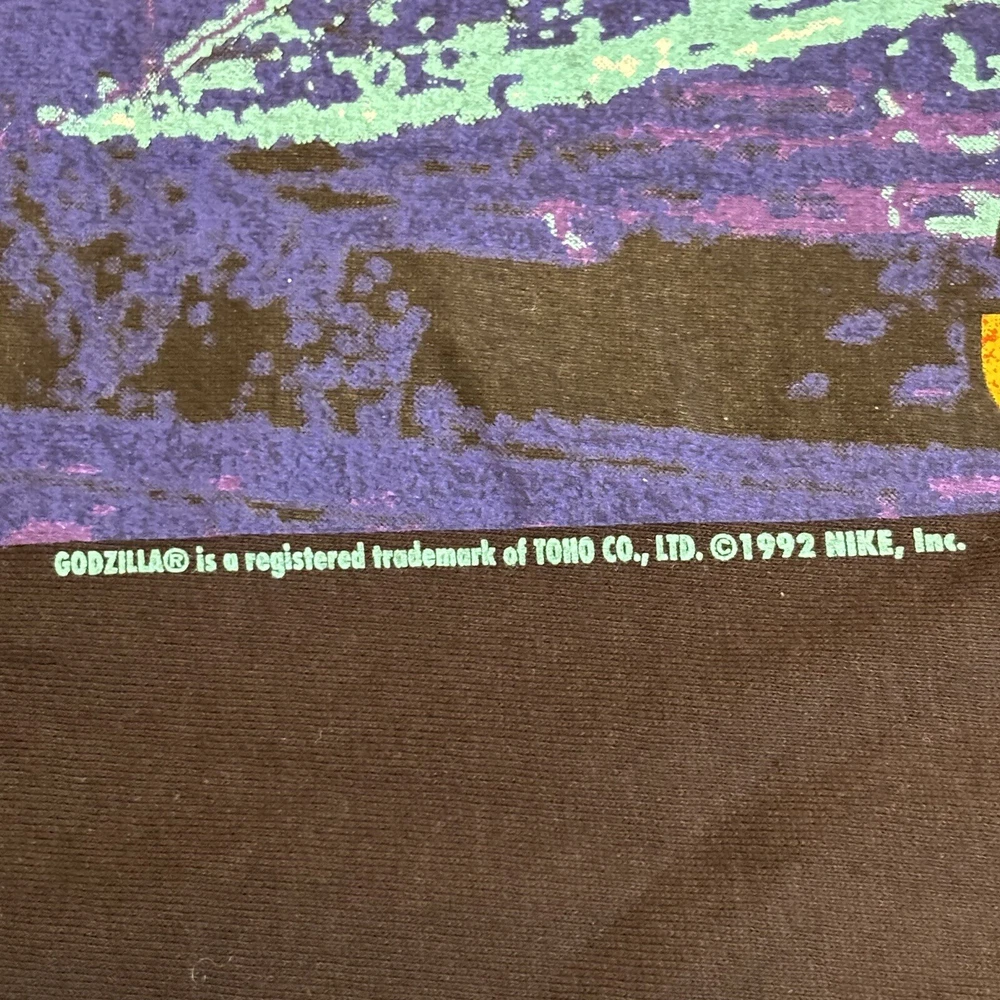 GODZILLA® is a registered trademark of TOHO CO., LTD. ©1992 NIKE, Inc.